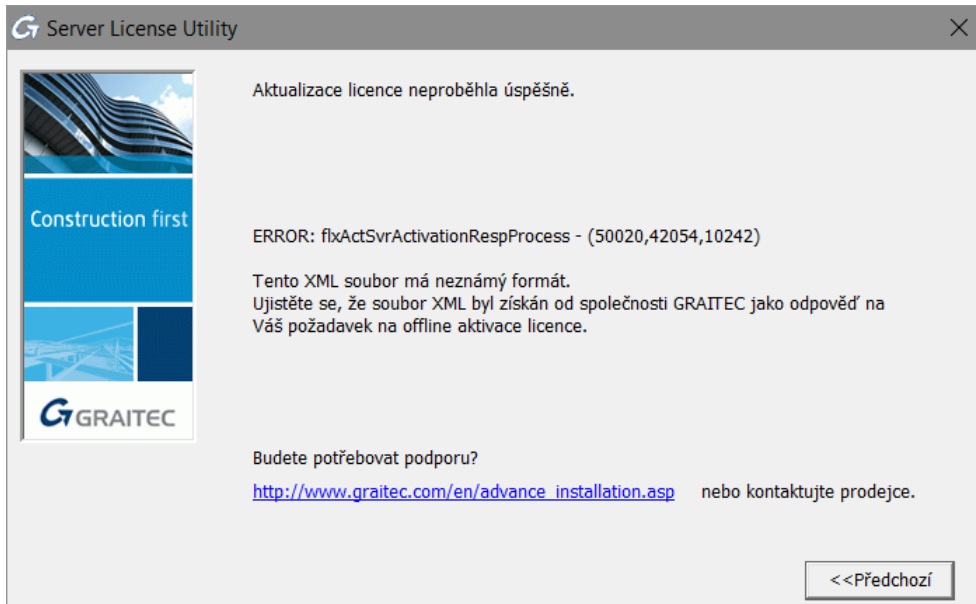 Server License Utility
Aktualizace licence neproběhla úspěšně.
Construction first
ERROR: flxActSvrActivationRespProcess - (50020,42054,10242)
Tento XML soubor má neznámý formát.
Ujistěte se, že soubor XML byl získán od společnosti GRAITEC jako odpověď na
Váš požadavek na offline aktivace licence.
GRAITEC
Budete potřebovat podporu?
http://www.graitec.com/en/advance_installation.asp nebo kontaktujte prodejce.
<<Předchozí